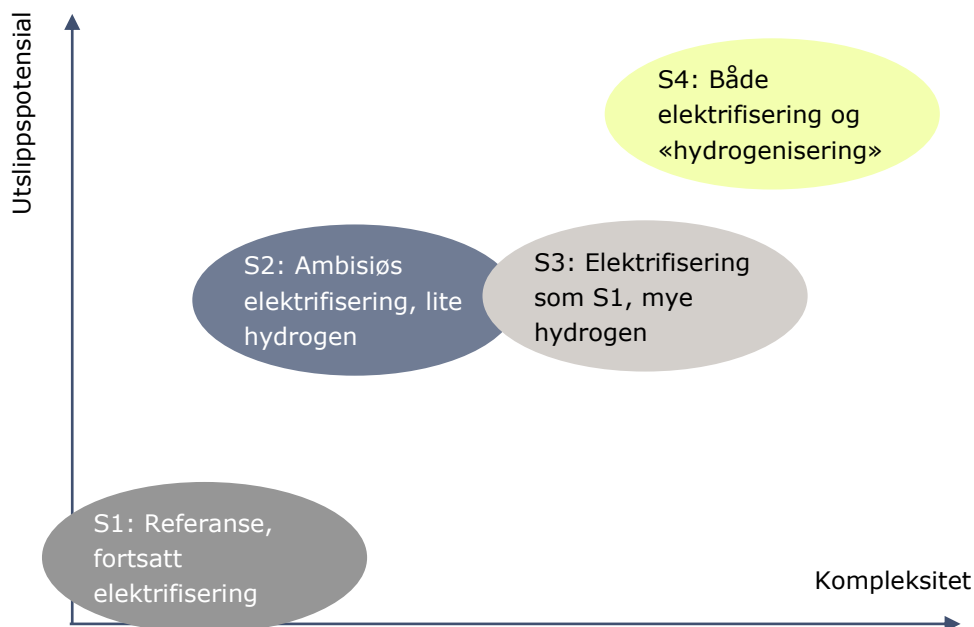 Utslippspotensial
S4: Både
elektrifisering og
«hydrogenisering»
S2: Ambisiøs
elektrifisering, lite
hydrogen
S3: Elektrifisering
som S1, mye
hydrogen
S1: Referanse,
fortsatt
elektrifisering
Kompleksitet